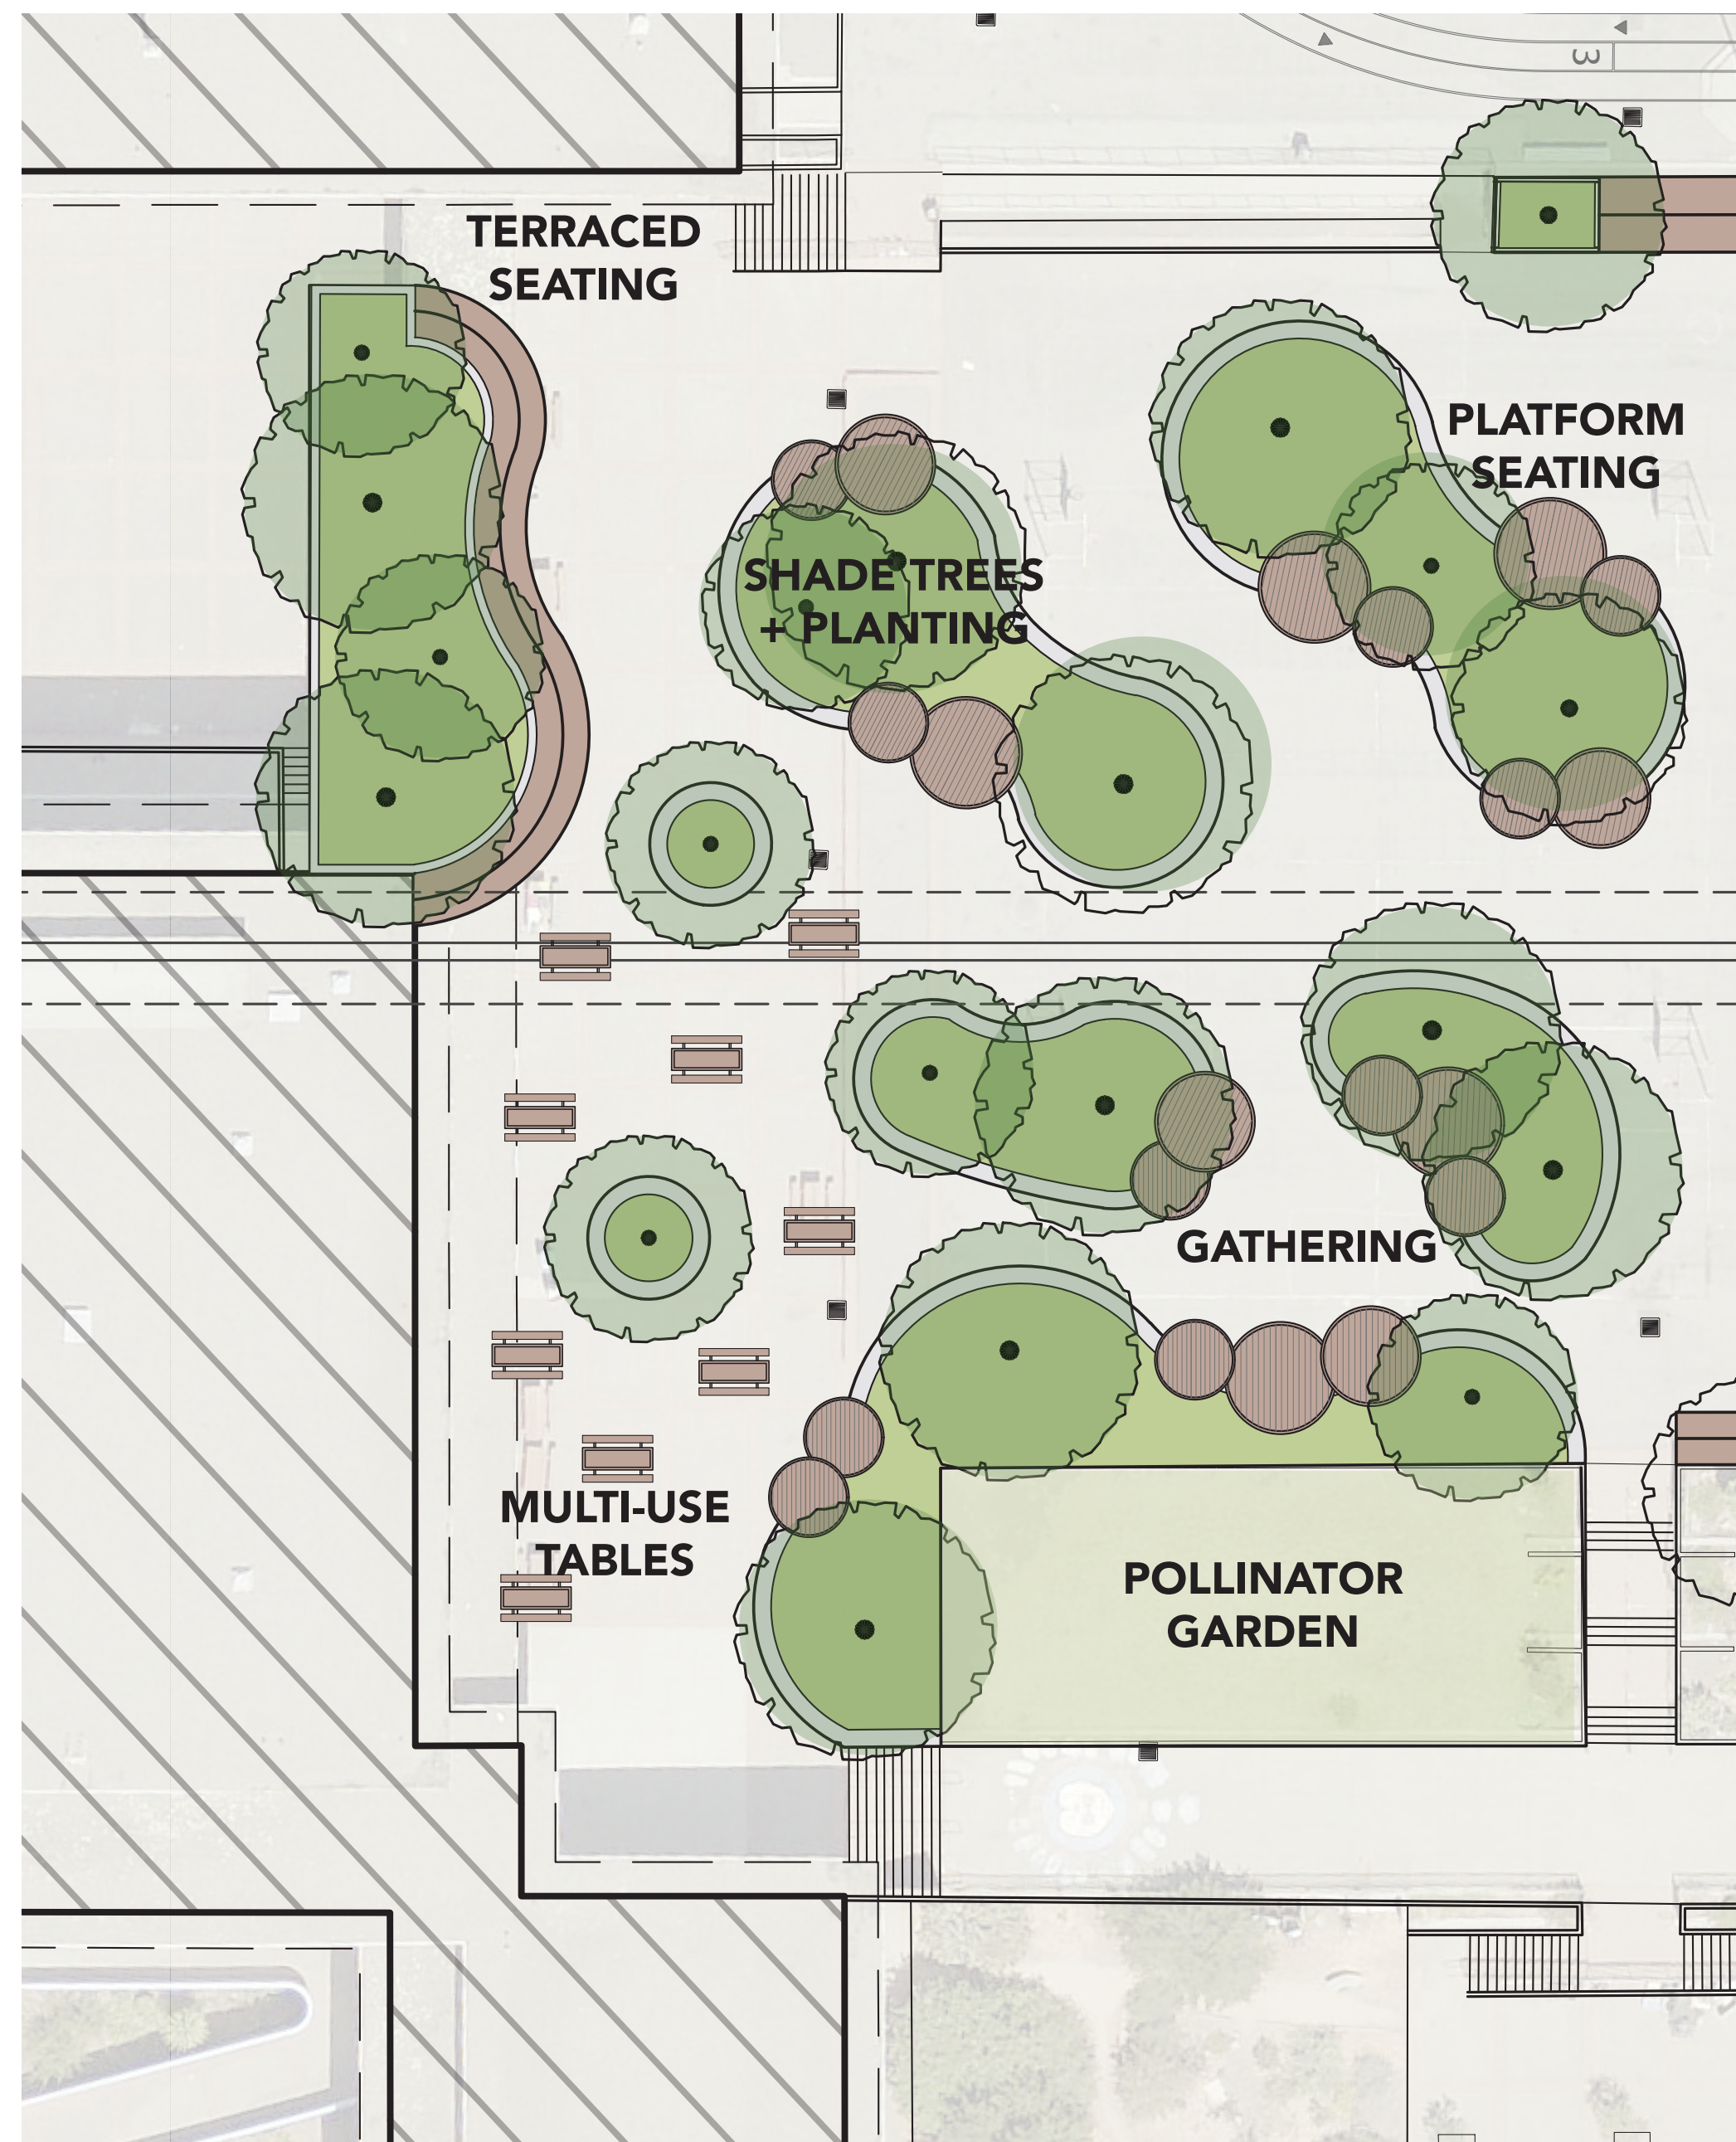 3
TERRACED
SEATING
PLATFORM
SEATING
SHADE TREES
+ PLANTING
GATHERING
MULTI-USE
TABLES
POLLINATOR
GARDEN